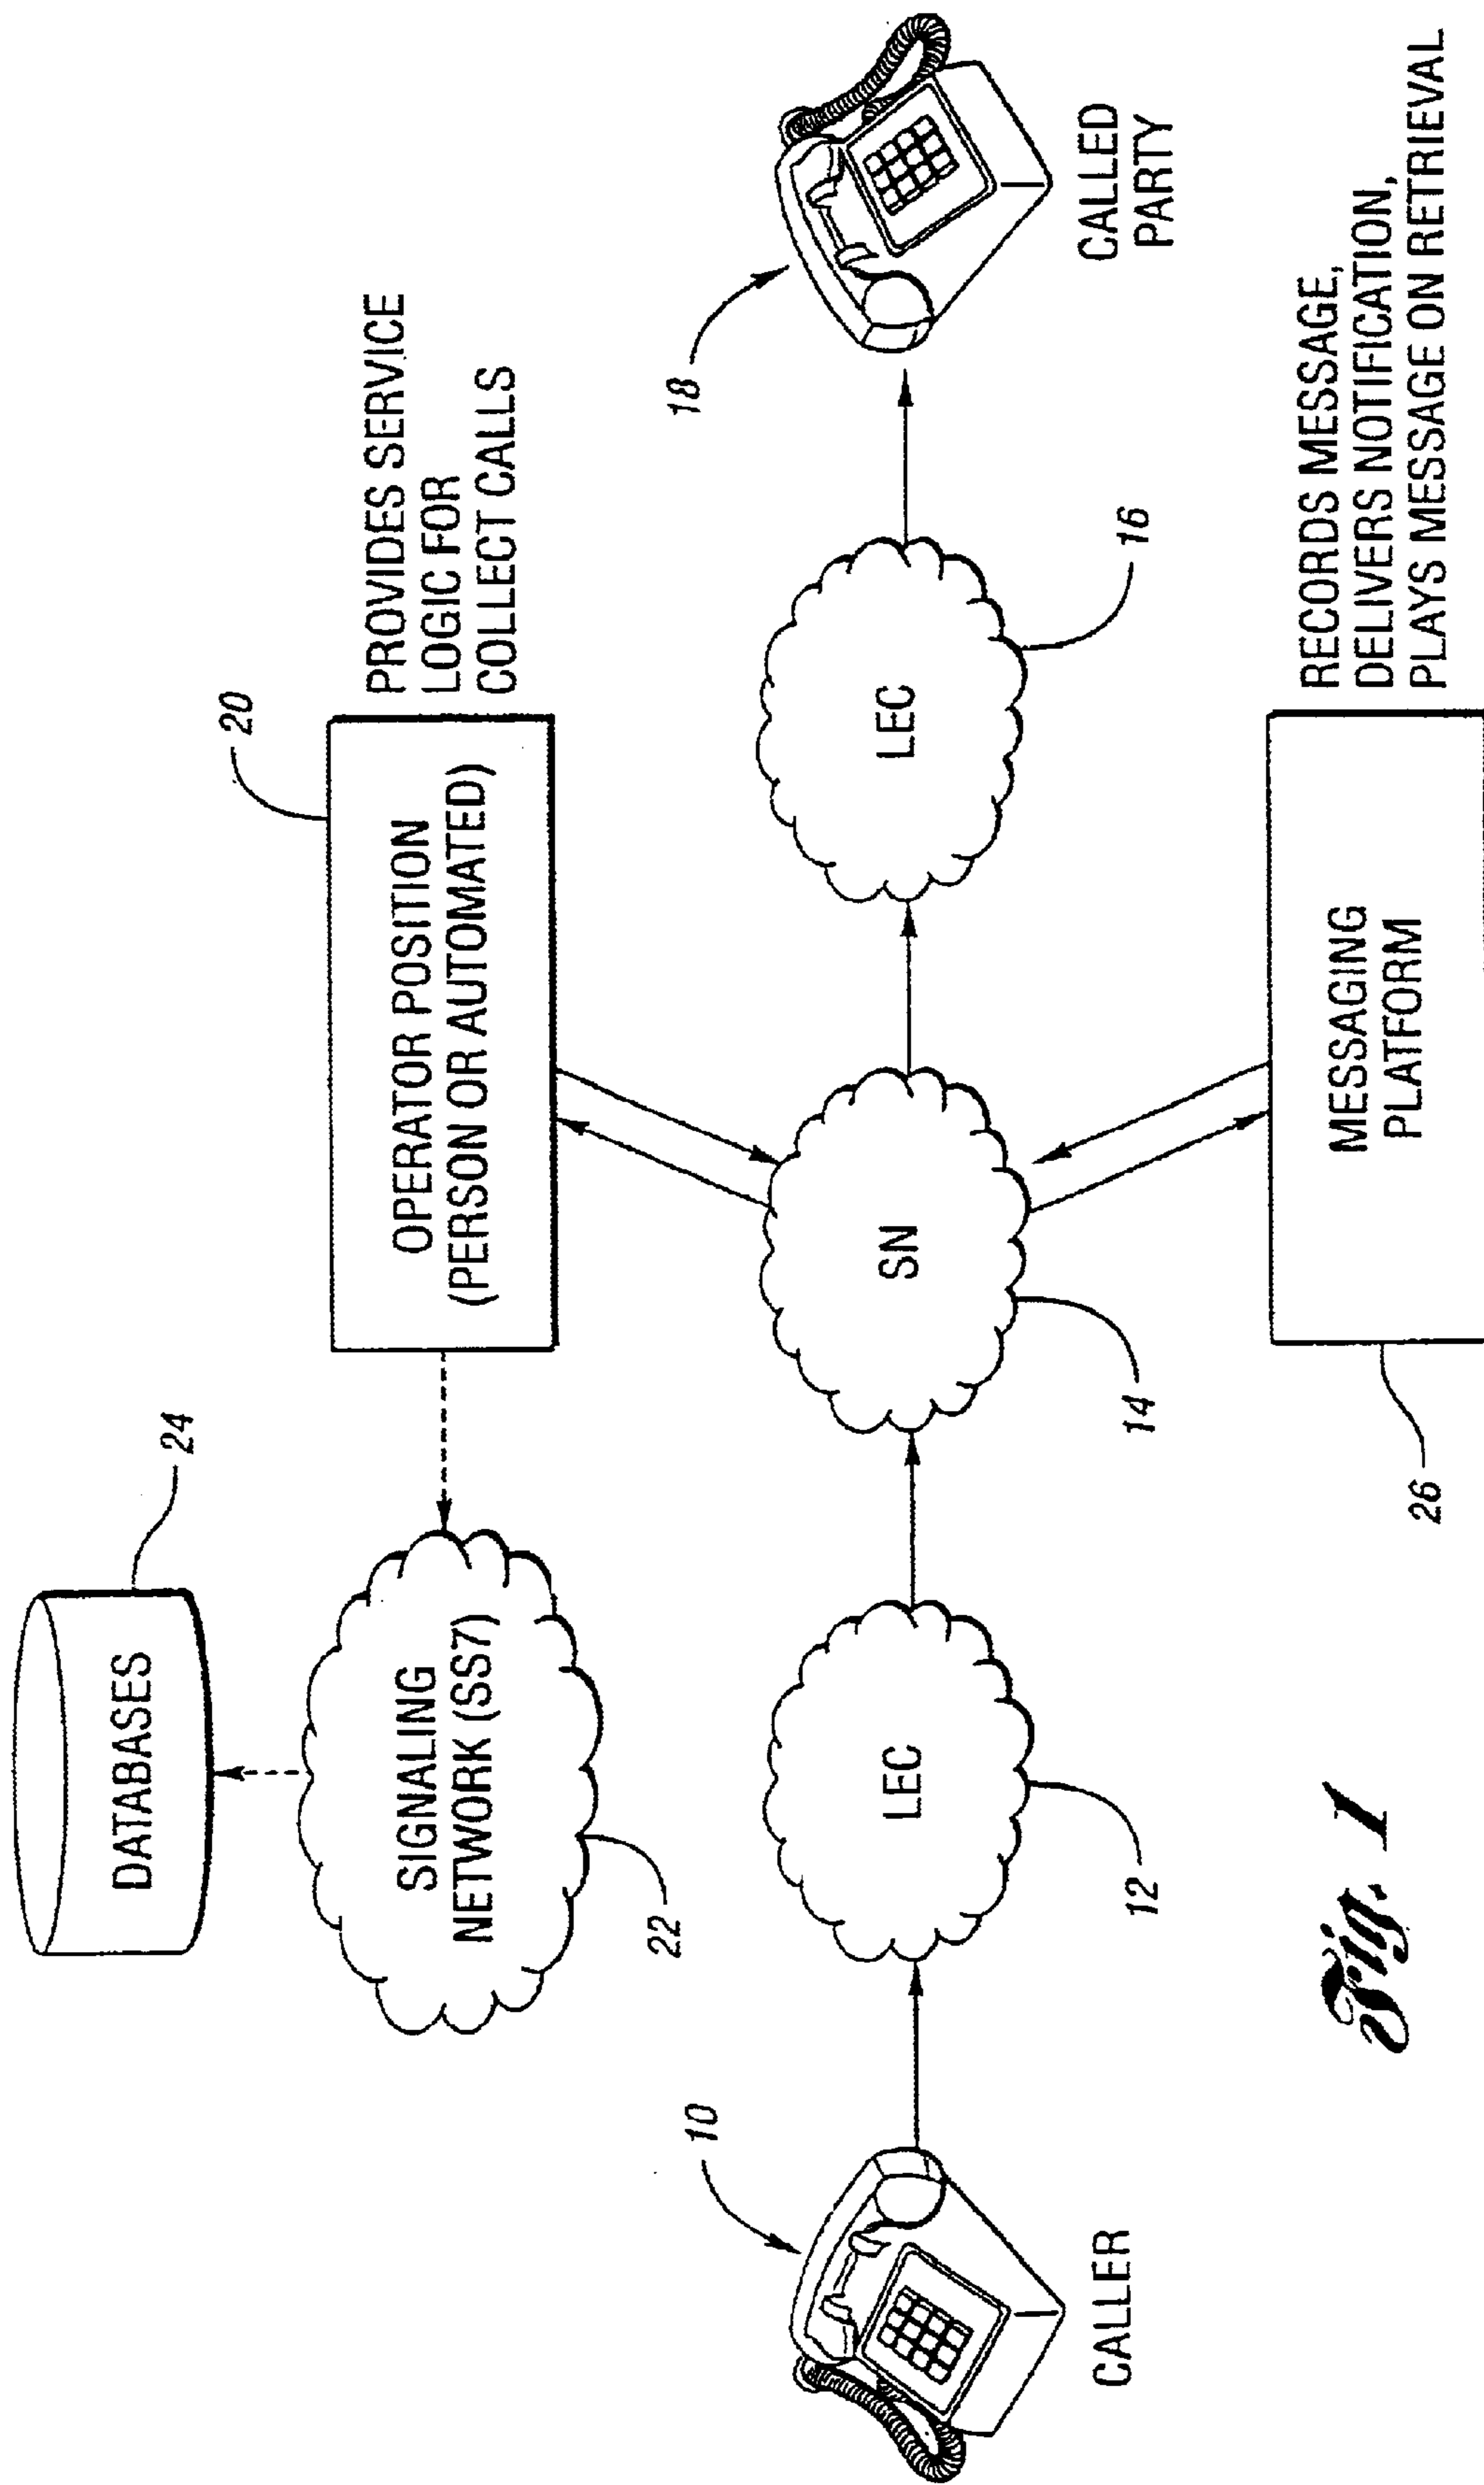 DATABASES
24
20
PROVIDES SERVICE
LOGIC FOR
COLLECT CALLS
SIGNALING
NETWORK (SS7)
22
OPERATOR POSITION
(PERSON OR AUTOMATED)
10
18
LEC
SN
LEC
CALLER
12
14
16
CALLED
PARTY
Fig. 1
26
MESSAGING
PLATFORM
RECORDS MESSAGE,
DELIVERS NOTIFICATION,
PLAYS MESSAGE ON RETRIEVAL